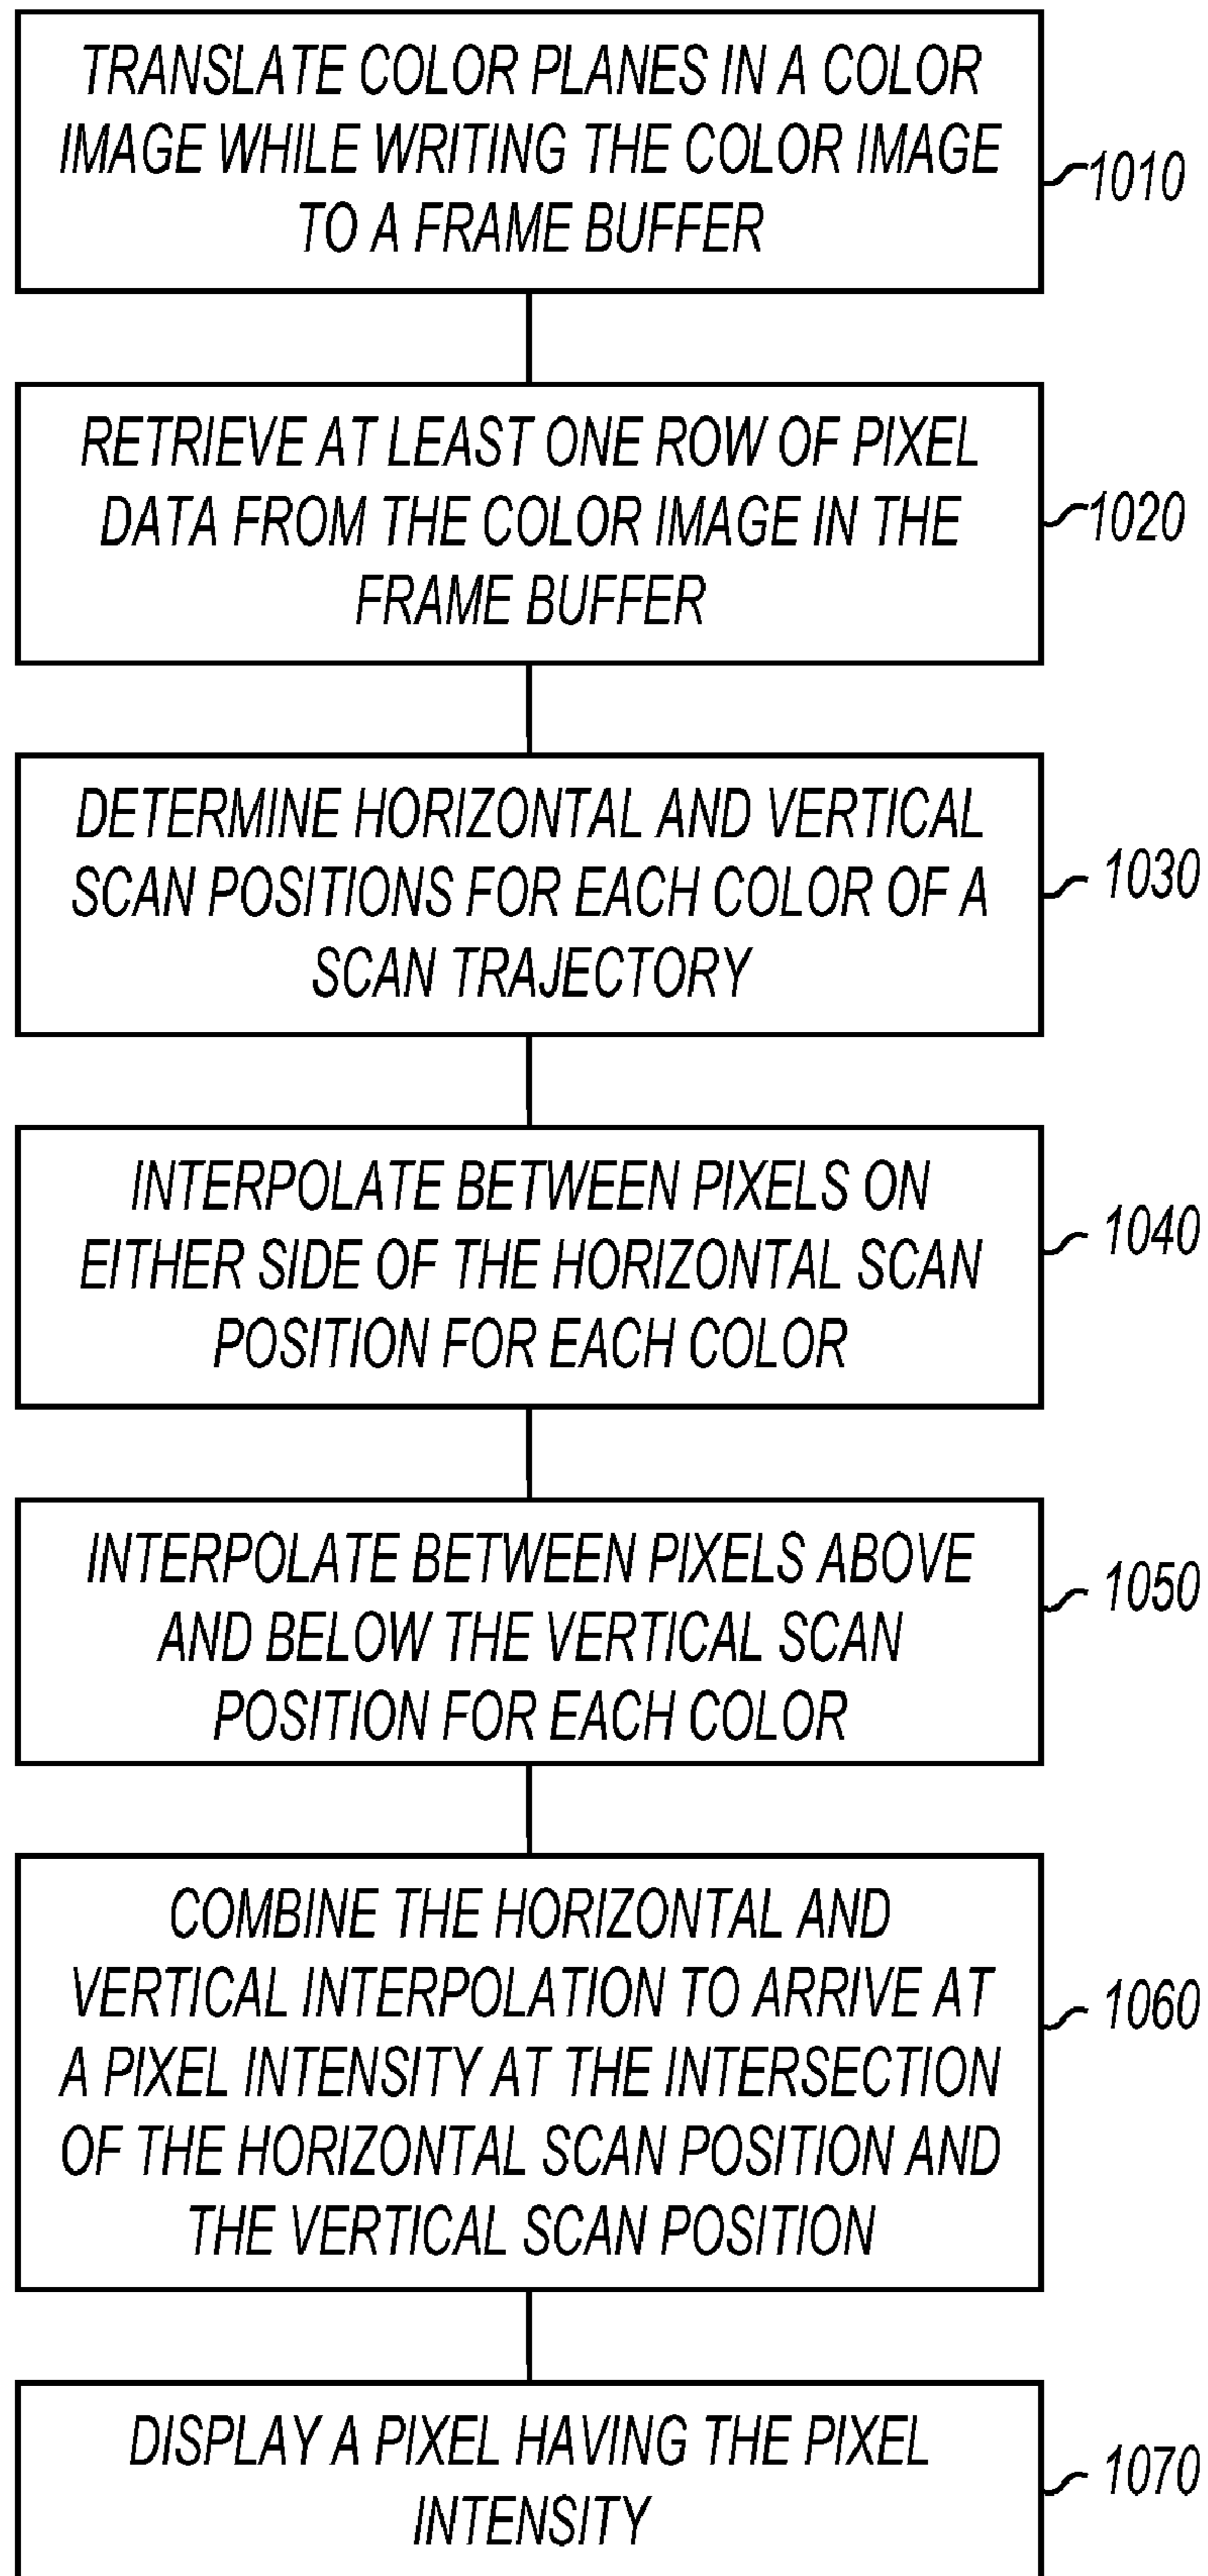 TRANSLATE COLOR PLANES IN A COLOR
IMAGE WHILE WRITING THE COLOR IMAGE
TO A FRAME BUFFER
1010
RETRIEVE AT LEAST ONE ROW OF PIXEL
DATA FROM THE COLOR IMAGE IN THE
FRAME BUFFER
1020
DETERMINE HORIZONTAL AND VERTICAL
SCAN POSITIONS FOR EACH COLOR OF A
SCAN TRAJECTORY
1030
INTERPOLATE BETWEEN PIXELS ON
EITHER SIDE OF THE HORIZONTAL SCAN
POSITION FOR EACH COLOR
1040
INTERPOLATE BETWEEN PIXELS ABOVE
AND BELOW THE VERTICAL SCAN
POSITION FOR EACH COLOR
1050
COMBINE THE HORIZONTAL AND
VERTICAL INTERPOLATION TO ARRIVE AT
A PIXEL INTENSITY AT THE INTERSECTION
OF THE HORIZONTAL SCAN POSITION AND
THE VERTICAL SCAN POSITION
1060
DISPLAY A PIXEL HAVING THE PIXEL
INTENSITY
1070